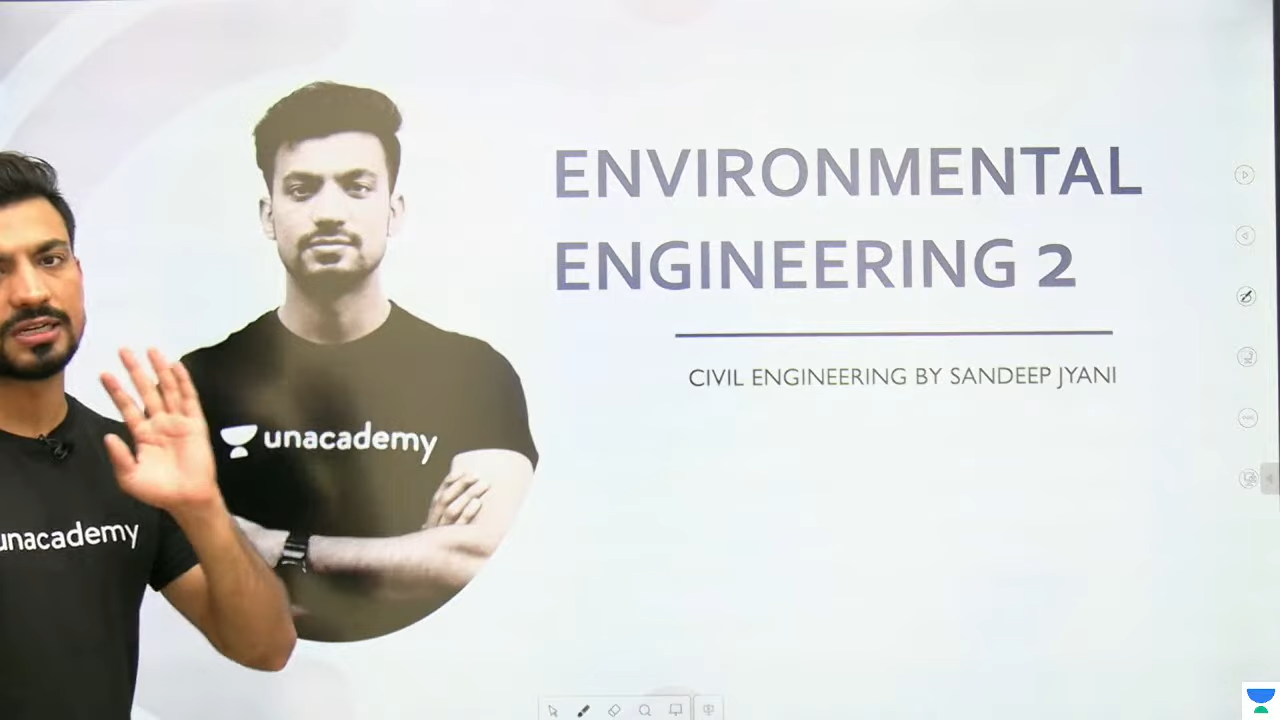 ENVIRONMENTAL
ENGINEERING 2
CIVIL ENGINEERING BY SANDEEP JYANI
unacademy
unacademy